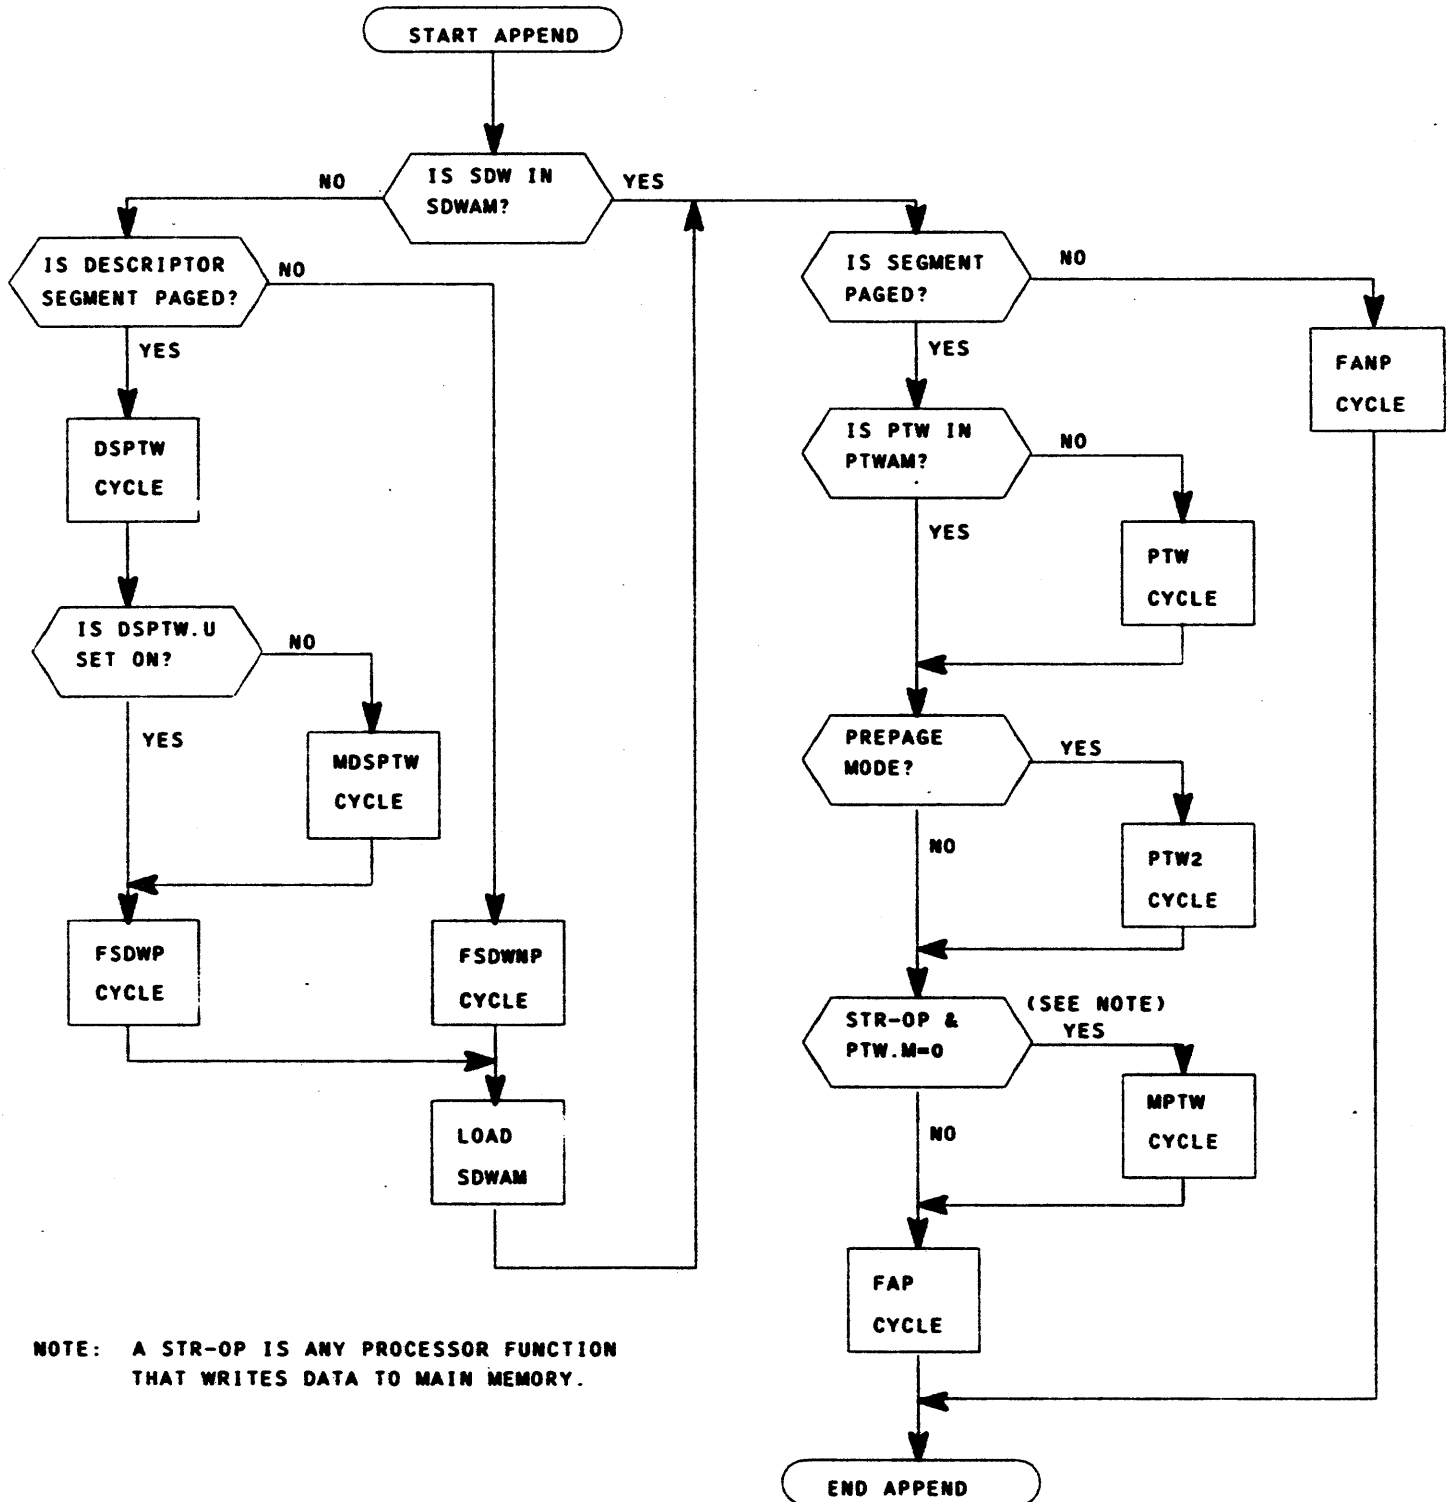 START APPEND
IS SDW IN
SDWAM?
NO
YES
IS DESCRIPTOR
SEGMENT PAGED?
NO
YES
DSPTW
CYCLE
IS DSPTW.U
SET ON?
NO
YES
MDSPTW
CYCLE
FSDWP
CYCLE
FSDWNP
CYCLE
LOAD
SDWAM
IS SEGMENT
PAGED?
NO
YES
FANP
CYCLE
IS PTW IN
PTWAM?
NO
YES
PTW
CYCLE
PREPAGE
MODE?
YES
NO
PTW2
CYCLE
STR-OP &
PTW.M=0
(SEE NOTE)
YES
NO
MPTW
CYCLE
FAP
CYCLE
END APPEND
NOTE: A STR-OP IS ANY PROCESSOR FUNCTION
THAT WRITES DATA TO MAIN MEMORY.